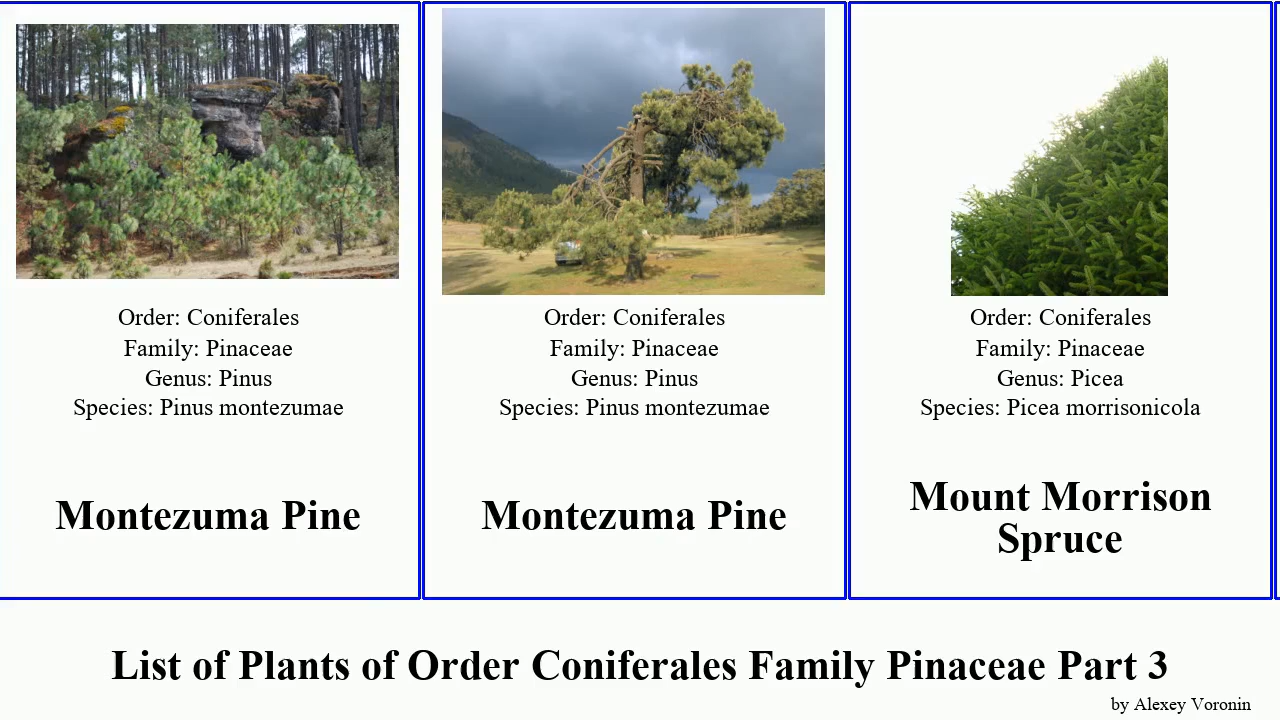 Order: Coniferales
Family: Pinaceae
Genus: Pinus
Species: Pinus montezumae
Montezuma Pine
Order: Coniferales
Family: Pinaceae
Genus: Pinus
Species: Pinus montezumae
Montezuma Pine
Order: Coniferales
Family: Pinaceae
Genus: Picea
Species: Picea morrisonicola
Mount Morrison
Spruce
List of Plants of Order Coniferales Family Pinaceae Part 3
by Alexey Voronin